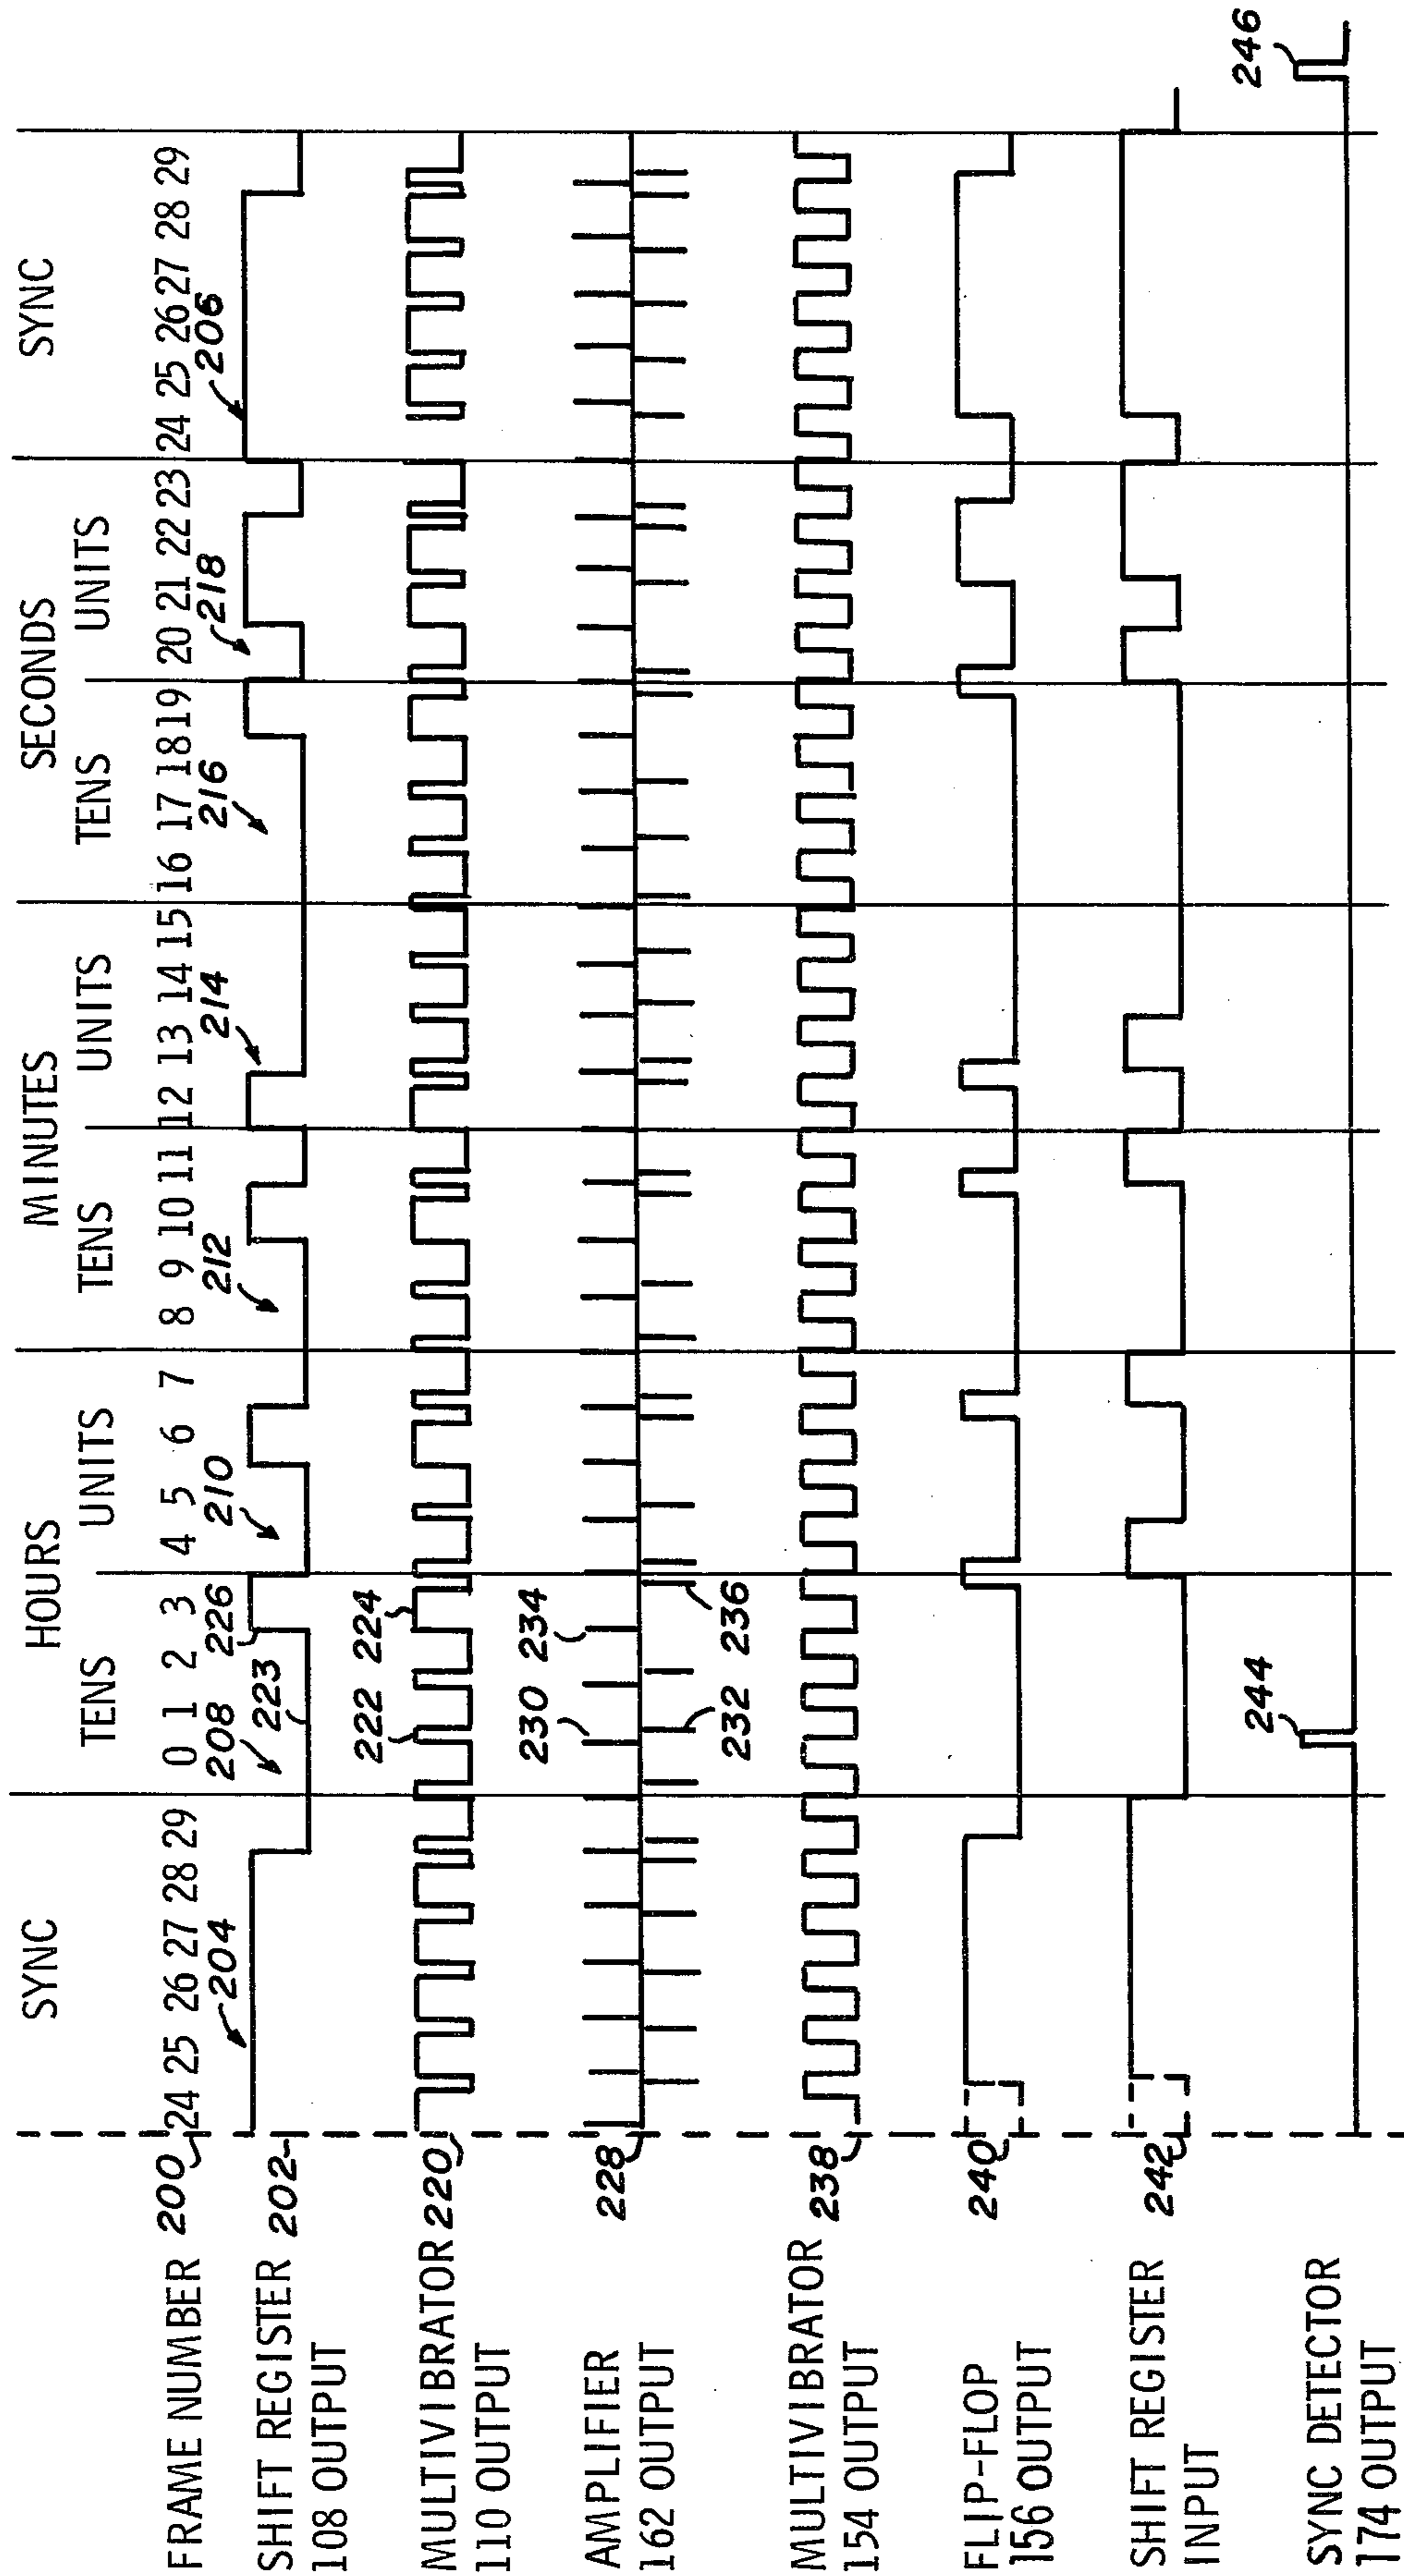 SYNC HOURS MINUTES SECONDS SYNC
TENS UNITS TENS UNITS TENS UNITS
FRAME NUMBER 200 24 25 26 27 28 29 0 1 2 3 4 5 6 7 8 9 10 11 12 13 14 15 16 17 18 19 20 21 22 23 24 25 26 27 28 29
204 208 223 226 210 212 214 216 218 206
SHIFT REGISTER 202
108 OUTPUT
222 224
MULTIVIBRATOR 220
110 OUTPUT
230 234
AMPLIFIER 228
162 OUTPUT
232 236
MULTIVIBRATOR 238
154 OUTPUT
FLIP-FLOP 240
156 OUTPUT
SHIFT REGISTER 242
INPUT
244 246
SYNC DETECTOR
174 OUTPUT